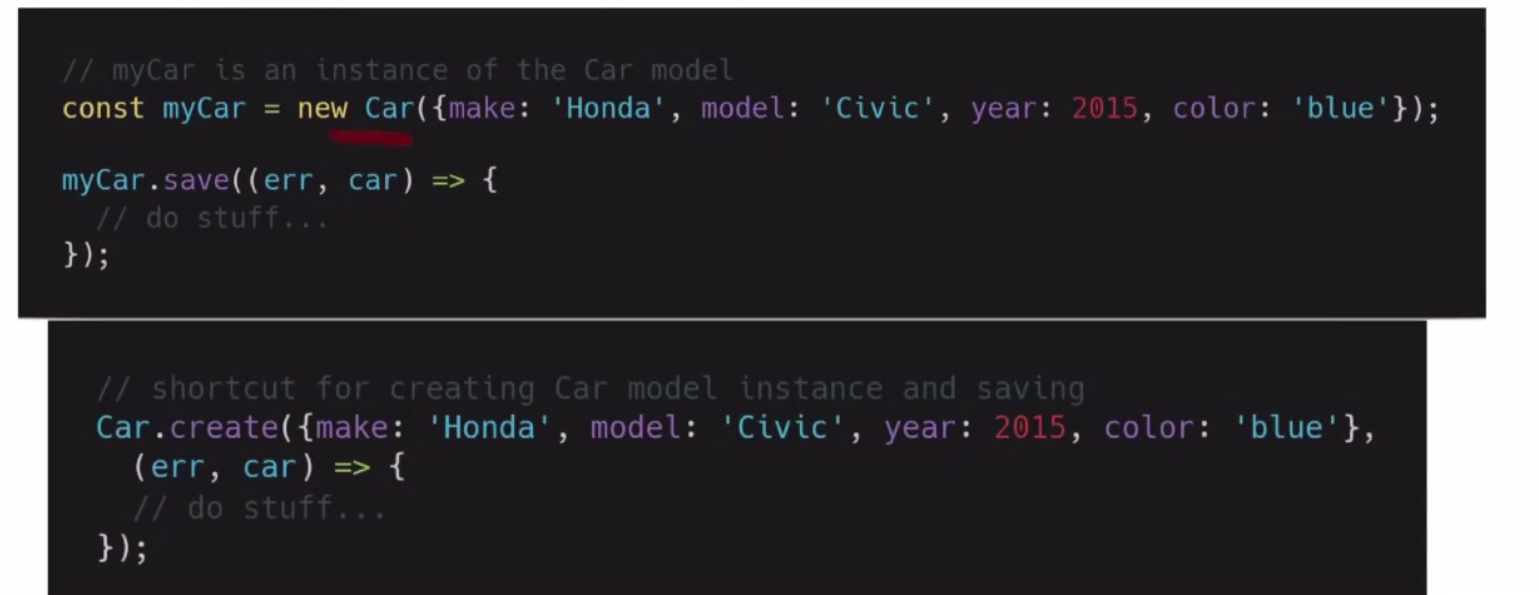 // myCar is an instance of the Car model
const myCar = new Car({make: 'Honda', model: 'Civic', year: 2015, color: 'blue'});
myCar.save((err, car) => {
// do stuff...
});
// shortcut for creating Car model instance and saving
Car.create({make: 'Honda', model: 'Civic', year: 2015, color: 'blue'},
(err, car) => {
// do stuff...
});